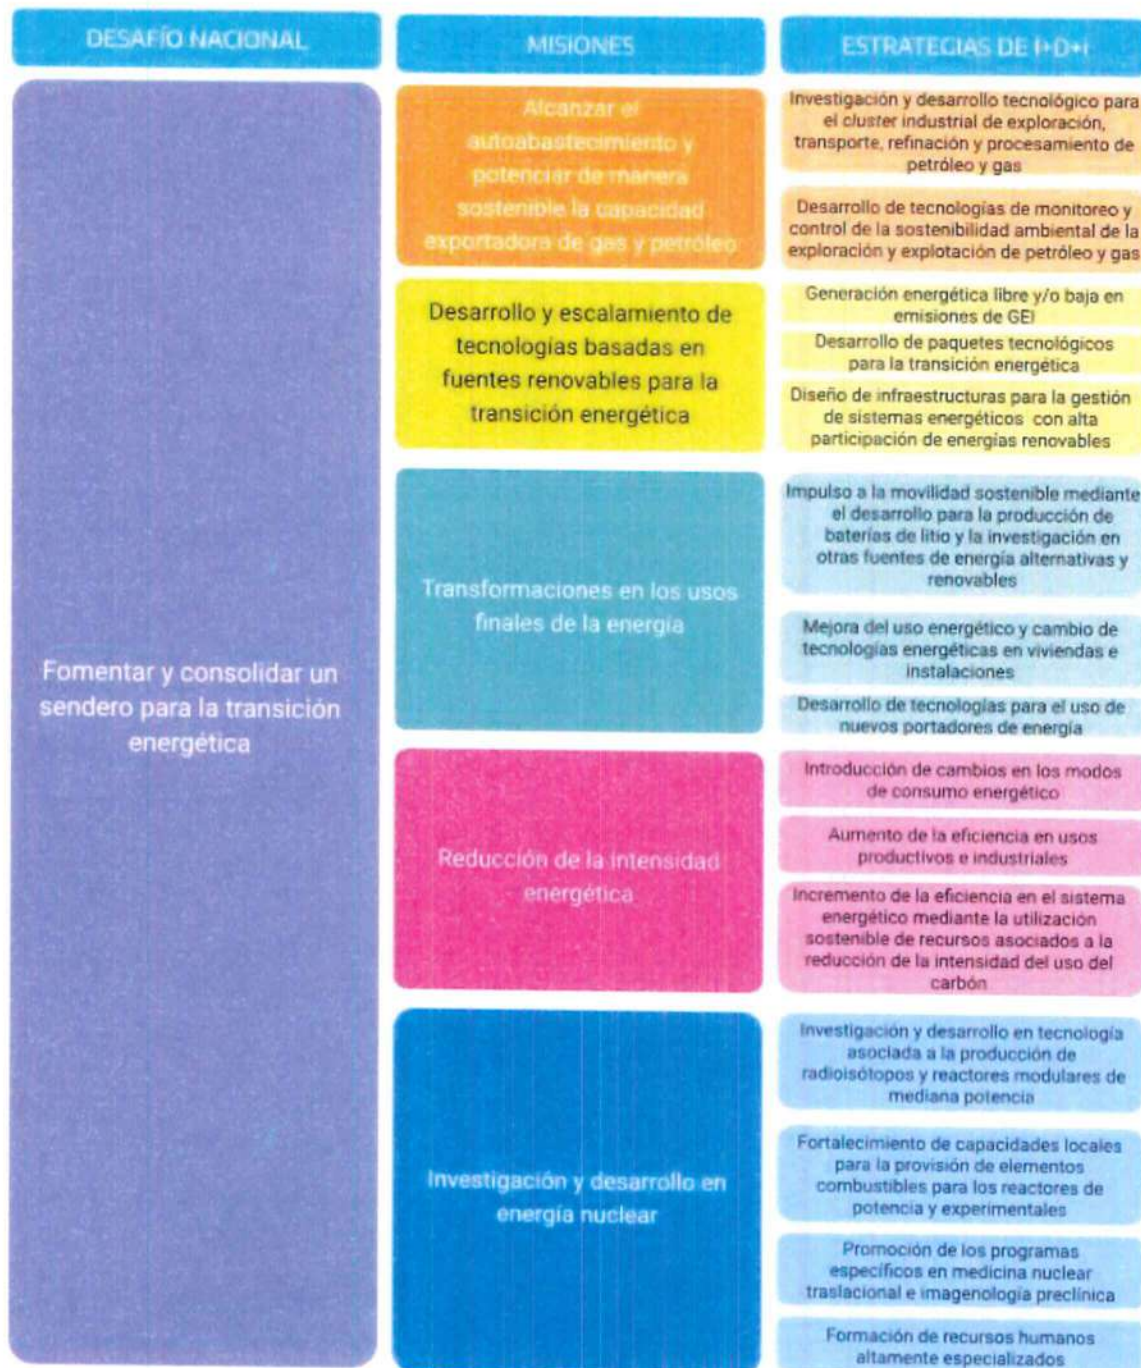 DESAFÍO NACIONAL
MISIONES
ESTRATEGIAS DE I+D+i
Fomentar y consolidar un
sendero para la transición
energética
Alcanzar el
autoabastecimiento y
potenciar de manera
sostenible la capacidad
exportadora de gas y petróleo
Investigación y desarrollo tecnológico para
el cluster industrial de exploración,
transporte, refinación y procesamiento de
petróleo y gas
Desarrollo de tecnologías de monitoreo y
control de la sostenibilidad ambiental de la
exploración y explotación de petróleo y gas
Desarrollo y escalamiento de
tecnologías basadas en
fuentes renovables para la
transición energética
Generación energética libre y/o baja en
emisiones de GEI
Desarrollo de paquetes tecnológicos
para la transición energética
Diseño de infraestructuras para la gestión
de sistemas energéticos con alta
participación de energías renovables
Transformaciones en los usos
finales de la energía
Impulso a la movilidad sostenible mediante
el desarrollo para la producción de
baterías de litio y la investigación en
otras fuentes de energía alternativas y
renovables
Mejora del uso energético y cambio de
tecnologías energéticas en viviendas e
instalaciones
Desarrollo de tecnologías para el uso de
nuevos portadores de energía
Reducción de la intensidad
energética
Introducción de cambios en los modos
de consumo energético
Aumento de la eficiencia en usos
productivos e industriales
Incremento de la eficiencia en el sistema
energético mediante la utilización
sostenible de recursos asociados a la
reducción de la intensidad del uso del
carbón
Investigación y desarrollo en
energía nuclear
Investigación y desarrollo en tecnología
asociada a la producción de
radioisótopos y reactores modulares de
mediana potencia
Fortalecimiento de capacidades locales
para la provisión de elementos
combustibles para los reactores de
potencia y experimentales
Promoción de los programas
específicos en medicina nuclear
traslacional e imagenología preclínica
Formación de recursos humanos
altamente especializados